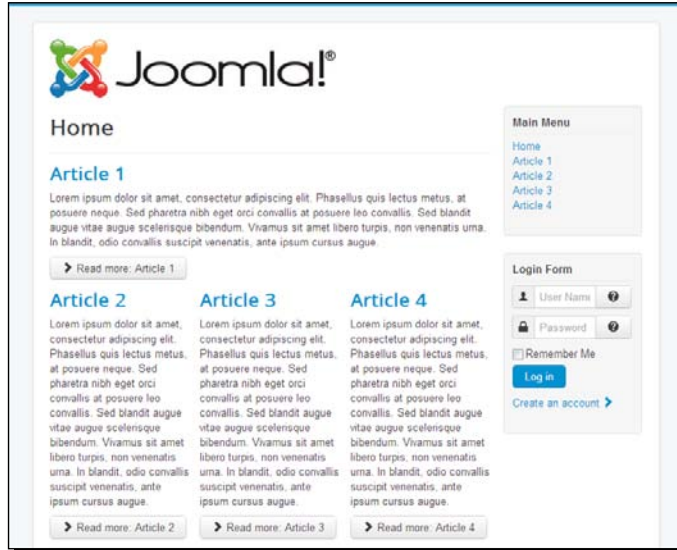 Joomla!®
Home
Article 1
Lorem ipsum dolor sit amet, consectetur adipiscing elit. Phasellus quis lectus metus, at
posuere neque. Sed pharetra nibh eget orci convallis at posuere leo convallis. Sed blandit
augue vitae augue scelerisque bibendum. Vivamus sit amet libero turpis, non venenatis urna.
In blandit, odio convallis suscipit venenatis, ante ipsum cursus augue.
Read more: Article 1
Article 2
Lorem ipsum dolor sit amet,
consectetur adipiscing elit.
Phasellus quis lectus metus,
at posuere neque. Sed
pharetra nibh eget orci
convallis at posuere leo
convallis. Sed blandit augue
vitae augue scelerisque
bibendum. Vivamus sit amet
libero turpis, non venenatis
urna. In blandit, odio convallis
suscipit venenatis, ante
ipsum cursus augue.
Read more: Article 2
Article 3
Lorem ipsum dolor sit amet,
consectetur adipiscing elit.
Phasellus quis lectus metus,
at posuere neque. Sed
pharetra nibh eget orci
convallis at posuere leo
convallis. Sed blandit augue
vitae augue scelerisque
bibendum. Vivamus sit amet
libero turpis, non venenatis
urna. In blandit, odio convallis
suscipit venenatis, ante
ipsum cursus augue.
Read more: Article 3
Article 4
Lorem ipsum dolor sit amet,
consectetur adipiscing elit.
Phasellus quis lectus metus,
at posuere neque. Sed
pharetra nibh eget orci
convallis at posuere leo
convallis. Sed blandit augue
vitae augue scelerisque
bibendum. Vivamus sit amet
libero turpis, non venenatis
urna. In blandit, odio convallis
suscipit venenatis, ante
ipsum cursus augue.
Read more: Article 4
Main Menu
Home
Article 1
Article 2
Article 3
Article 4
Login Form
User Name
Password
Remember Me
Log in
Create an account